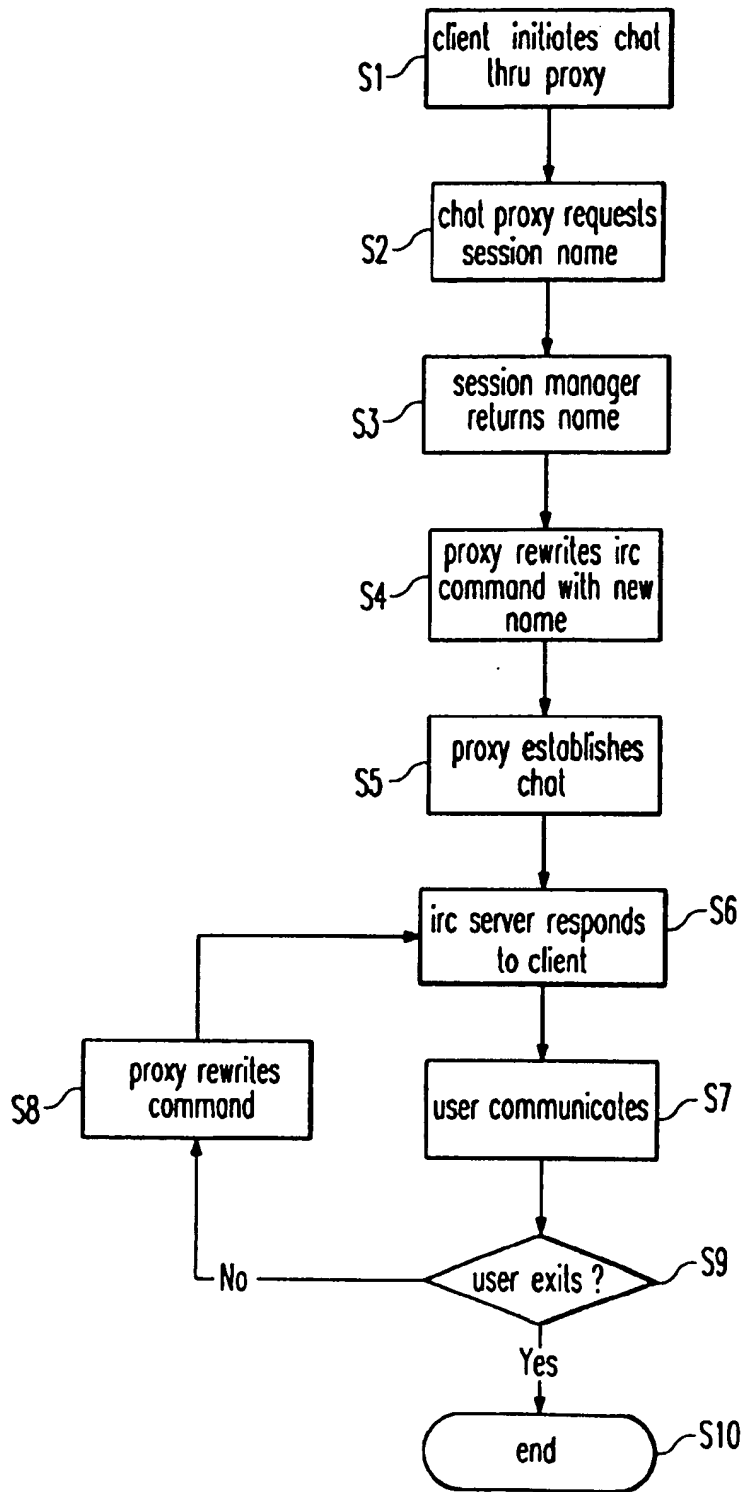 client initiates chat
thru proxy
S1
chat proxy requests
session name
S2
session manager
returns name
S3
proxy rewrites irc
command with new
name
S4
proxy establishes
chat
S5
irc server responds
to client
S6
proxy rewrites
command
S8
user communicates
S7
user exits ?
S9
No
Yes
end
S10